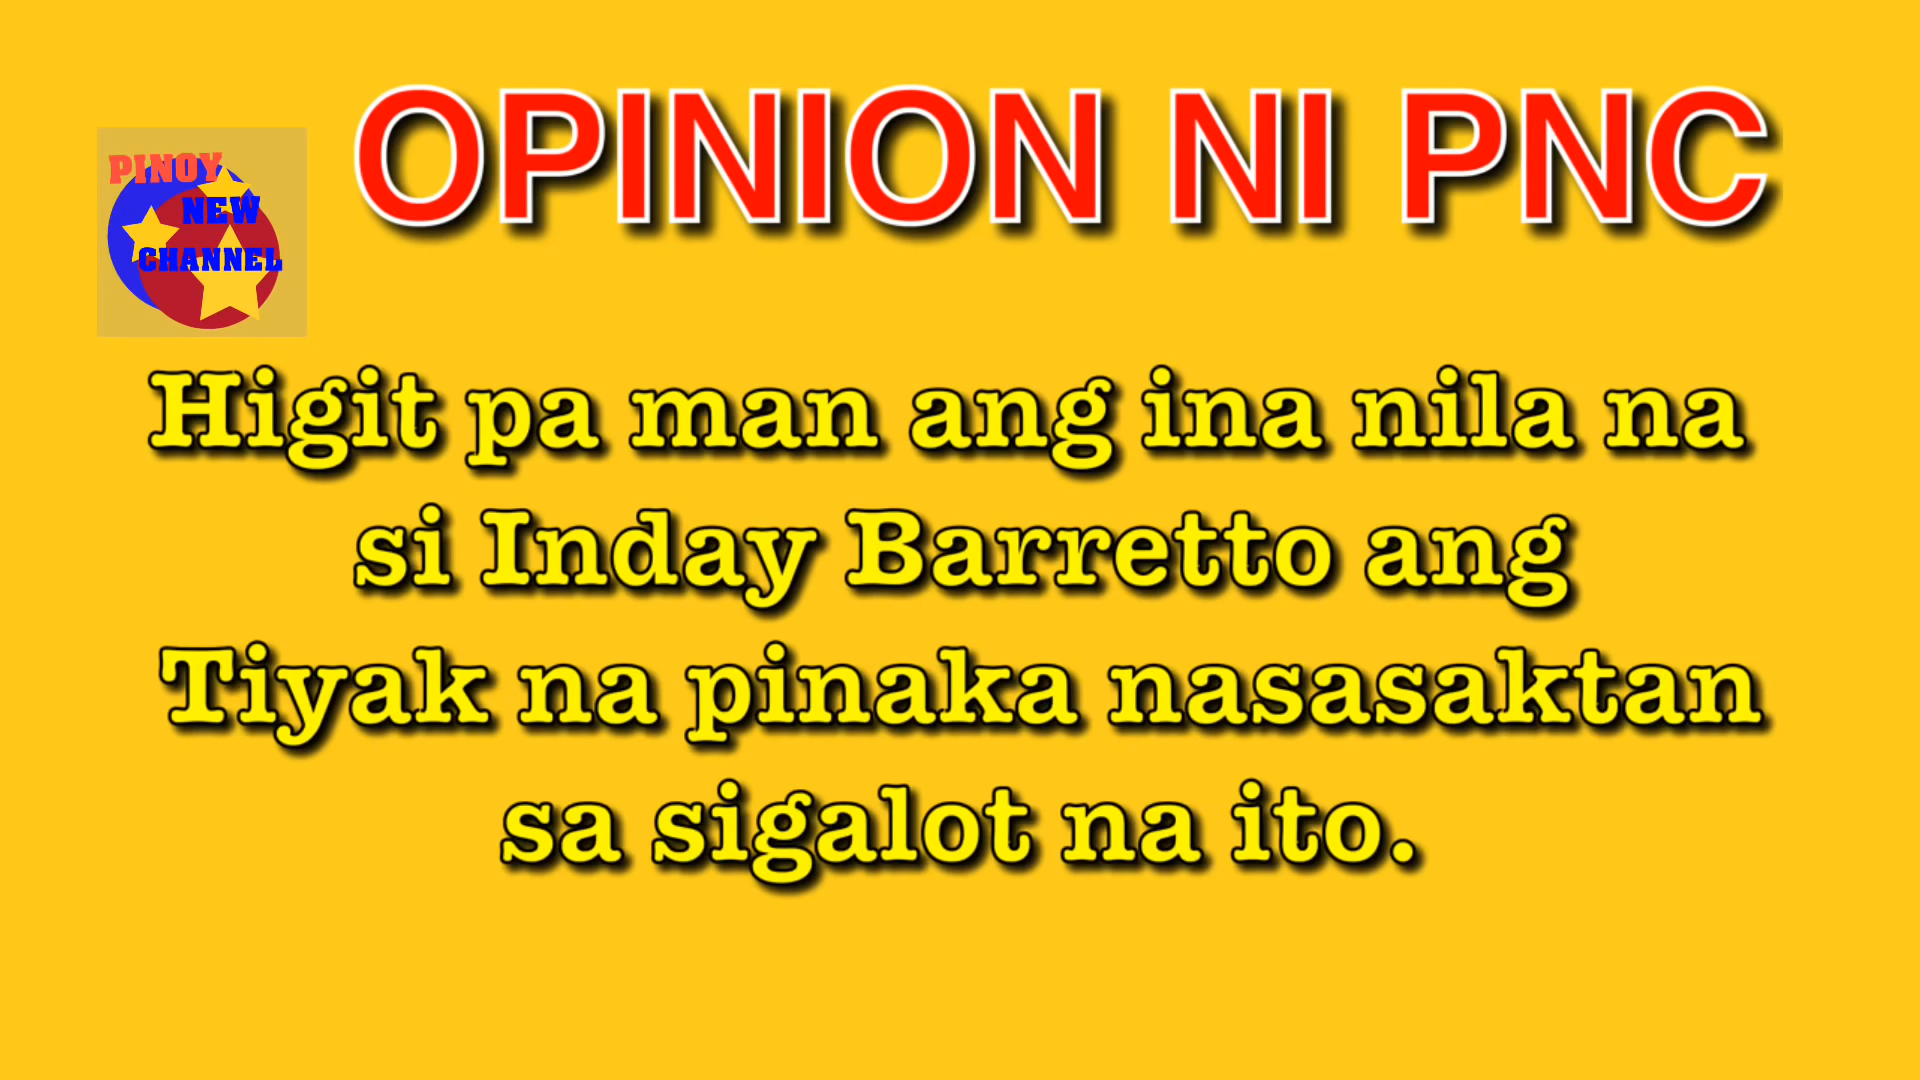 OPINION NI PNC
PINOY
NEW
CHANNEL
Higit pa man ang ina nila na
si Inday Barretto ang
Tiyak na pinaka nasasaktan
sa sigalot na ito.